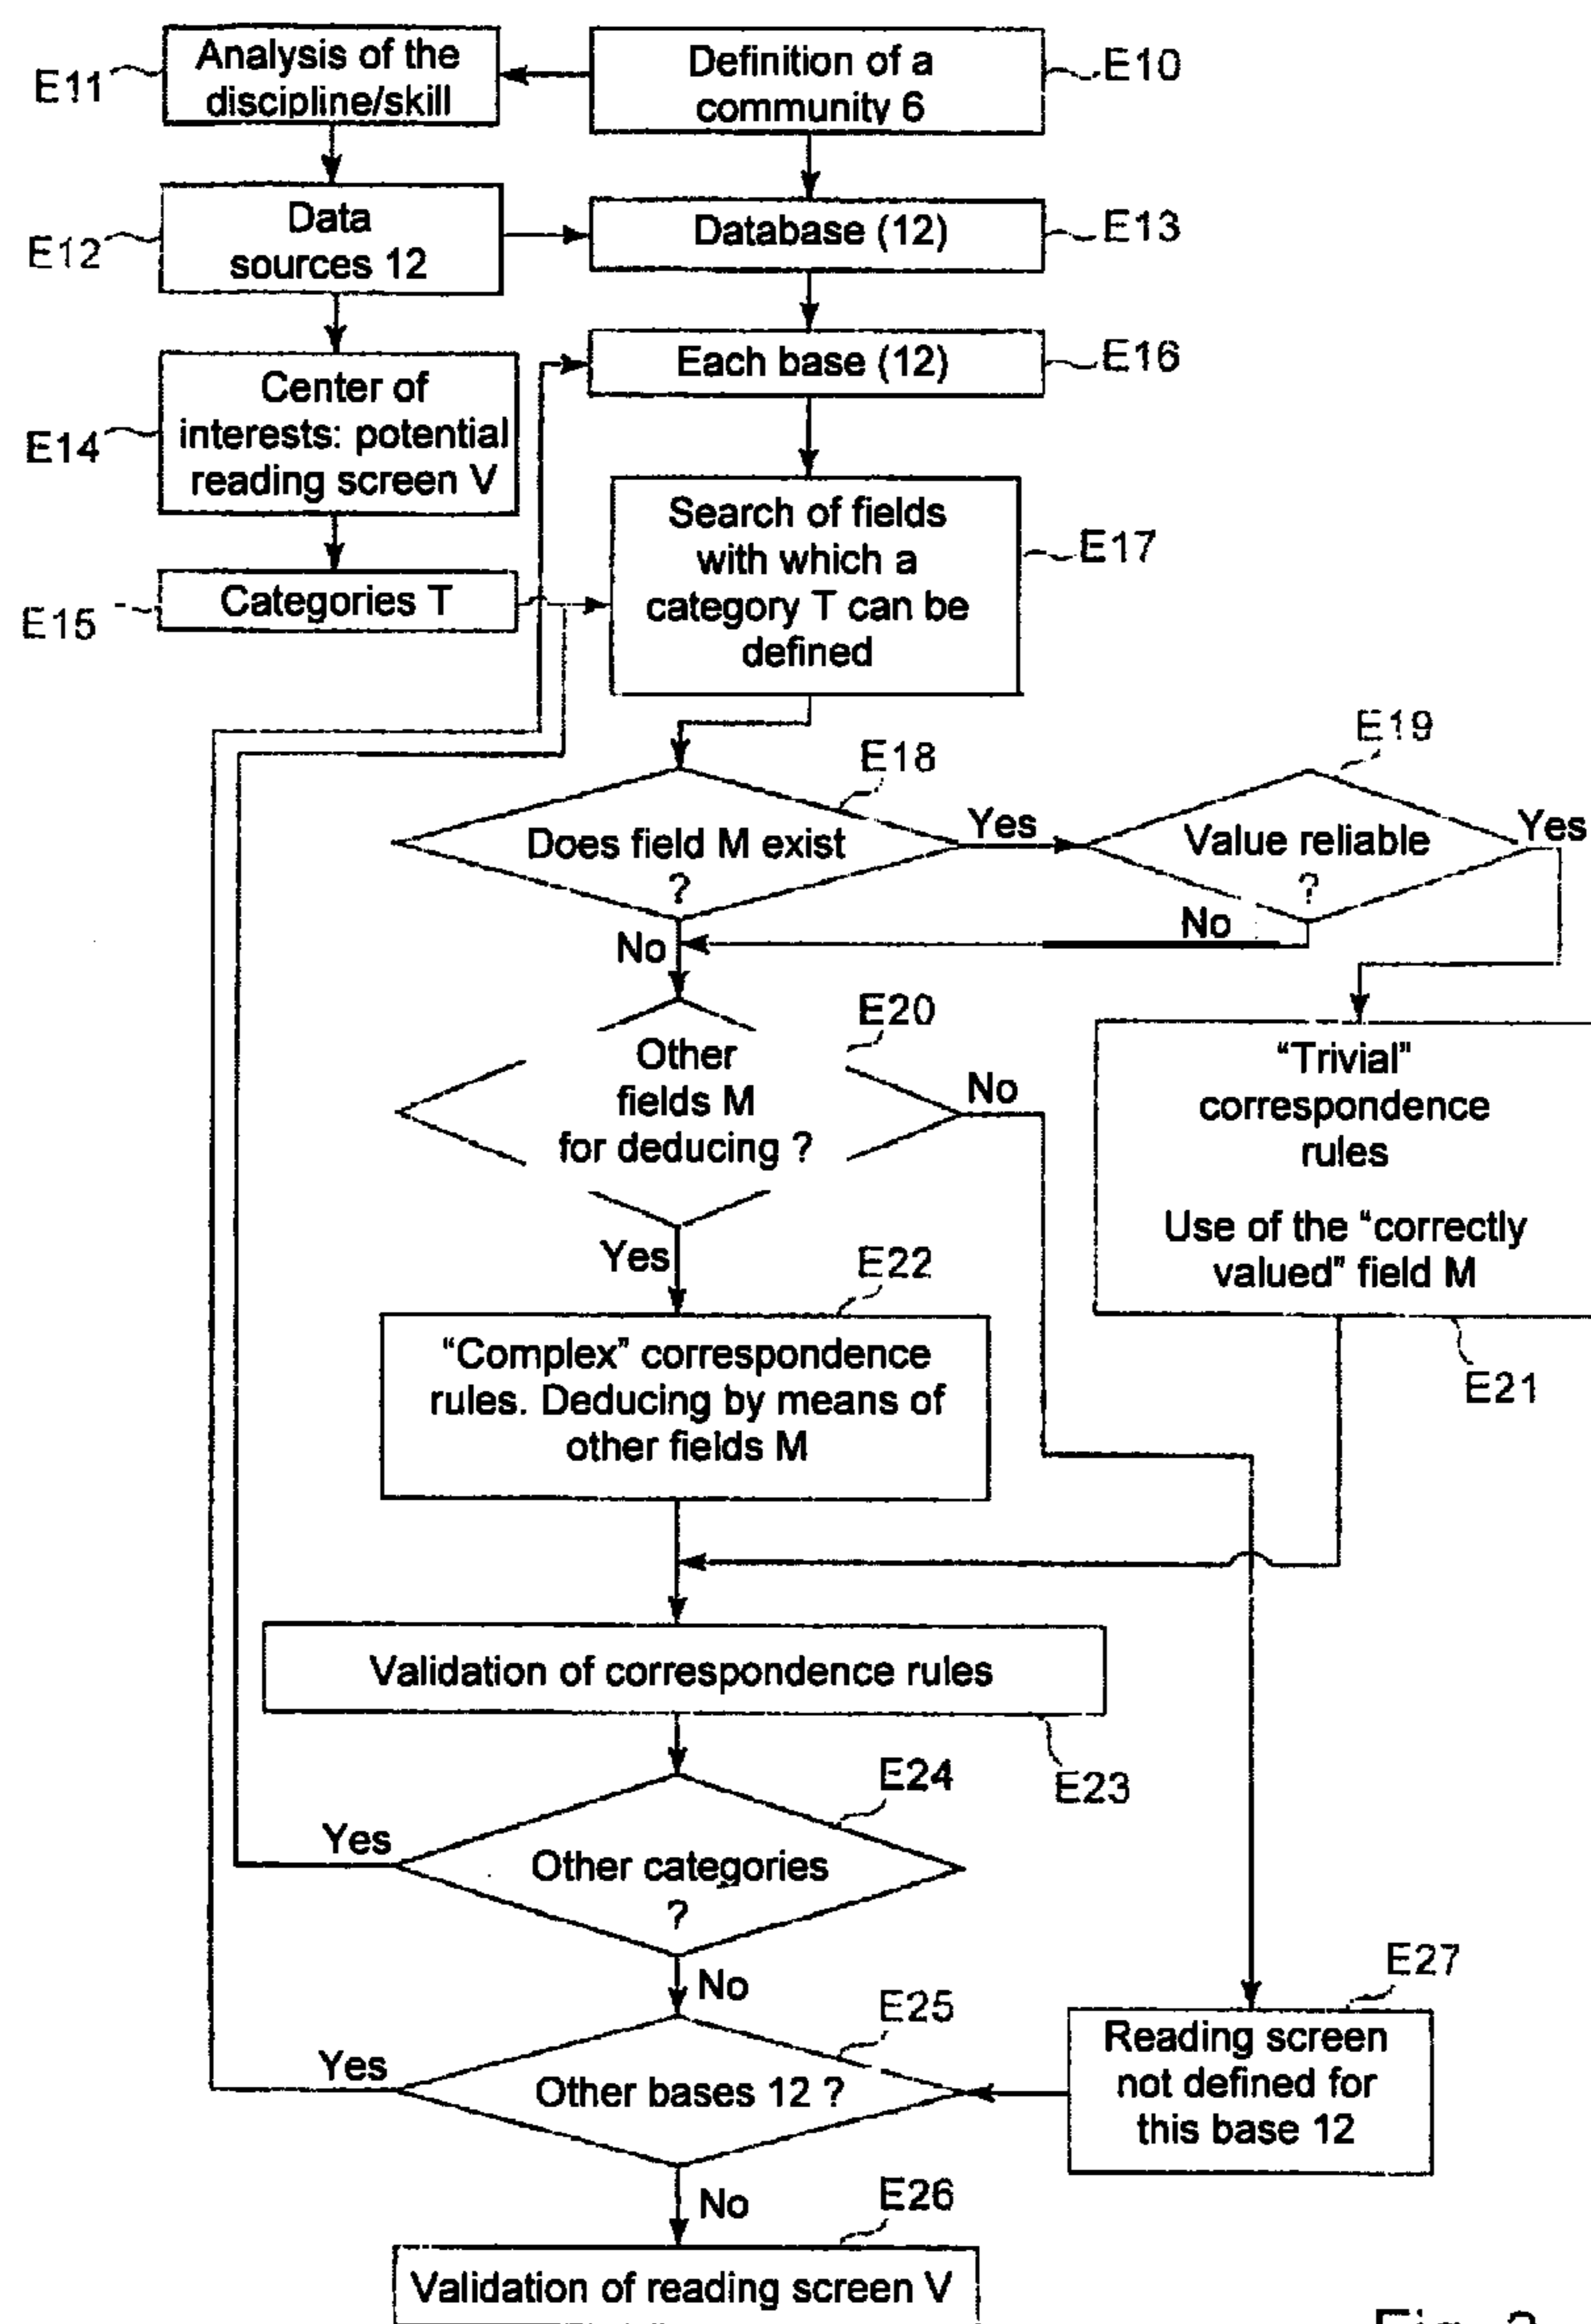 Analysis of the
discipline/skill
E11
Definition of a
community 6
E10
Data
sources 12
E12
Database (12)
E13
Each base (12)
E16
Center of
interests: potential
reading screen V
E14
Search of fields
with which a
category T can be
defined
E17
Categories T
E15
E18
E19
Does field M exist
?
Yes
Value reliable
?
Yes
No
No
E20
Other
fields M
for deducing ?
No
"Trivial"
correspondence
rules
Use of the "correctly
valued" field M
E21
Yes
E22
"Complex" correspondence
rules. Deducing by means of
other fields M
Validation of correspondence rules
E23
E24
Yes
Other categories
?
No
E25
E27
Yes
Other bases 12 ?
Reading screen
not defined for
this base 12
No
E26
Validation of reading screen V